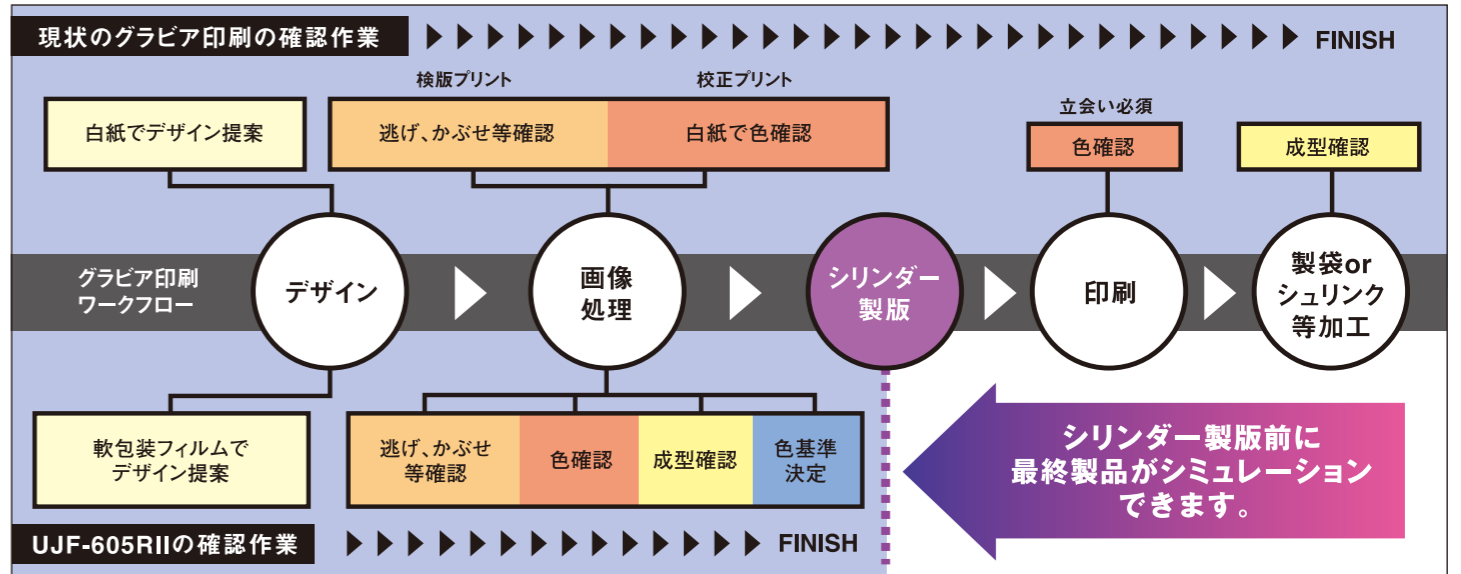 現状のグラビア印刷の確認作業
FINISH
検版プリント
校正プリント
白紙でデザイン提案
逃げ、かぶせ等確認
白紙で色確認
立会い必須
色確認
成型確認
グラビア印刷
ワークフロー
デザイン
画像
処理
シリンダー
製版
印刷
製袋or
シュリンク
等加工
軟包装フィルムで
デザイン提案
逃げ、かぶせ
等確認
色確認
成型確認
色基準
決定
シリンダー製版前に
最終製品がシミュレーション
できます。
UJF-605RIIの確認作業
FINISH